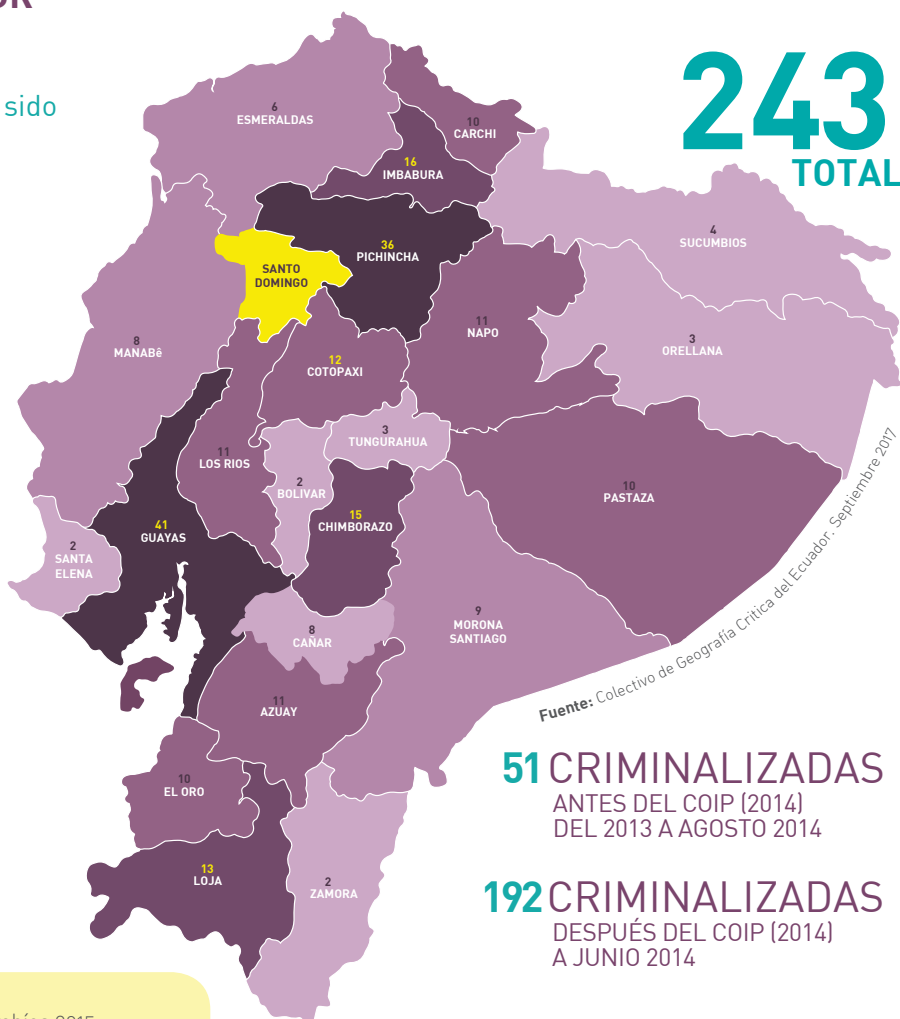 sido
243
TOTAL
6
ESMERALDAS
10
CARCHI
16
IMBABURA
4
SUCUMBIOS
36
PICHINCHA
SANTO
DOMINGO
11
NAPO
3
ORELLANA
8
MANABê
12
COTOPAXI
3
TUNGURAHUA
11
LOS RIOS
2
BOLIVAR
10
PASTAZA
15
CHIMBORAZO
41
GUAYAS
2
SANTA
ELENA
9
MORONA
SANTIAGO
8
CAÑAR
11
AZUAY
10
EL ORO
13
LOJA
2
ZAMORA
Fuente: Colectivo de Geografía Critica del Ecuador. Septiembre 2017
51 CRIMINALIZADAS
ANTES DEL COIP (2014)
DEL 2013 A AGOSTO 2014
192 CRIMINALIZADAS
DESPUÉS DEL COIP (2014)
A JUNIO 2014